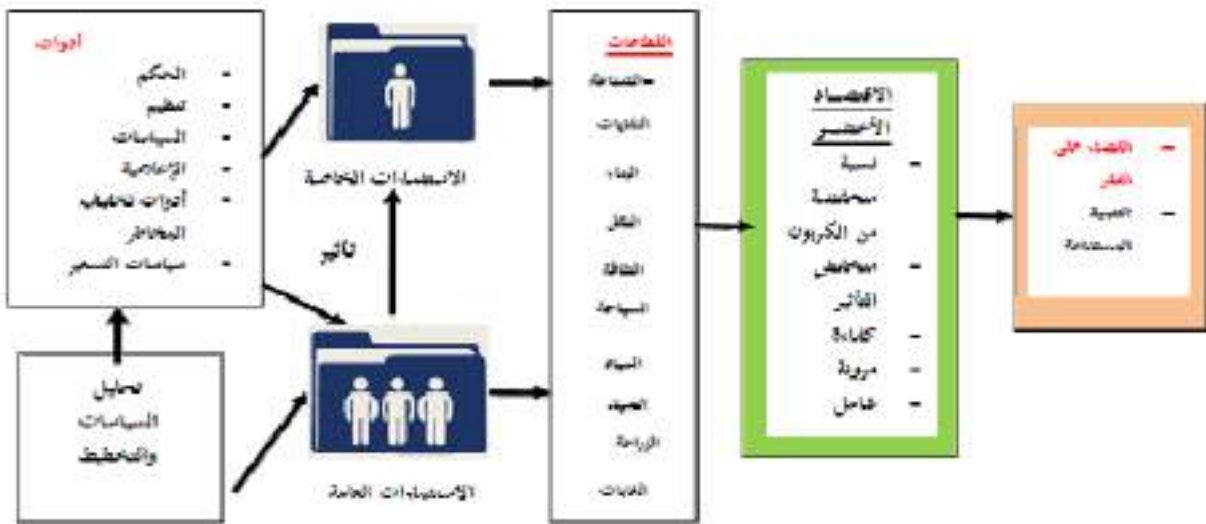 أدوات
- الحكم
- تنظيم
- السياسات
- الإعلامية
- أدوات تخفيف
المخاطر
- سياسات التسعير
تحليل
السياسات
والتخطيط
الاستثمارات الخاصة
تأثير
الاستثمارات العامة
القطاعات
- الصناعة
النفايات
البناء
النقل
الطاقة
السياحة
المياه
الزراعة
الغابات
الاقتصاد
الأخضر
- نسبة
منخفضة
من الكربون
- منخفض
التأثير
- كفاءة
- مرونة
- شامل
- القضاء على
الفقر
- التنمية
المستدامة